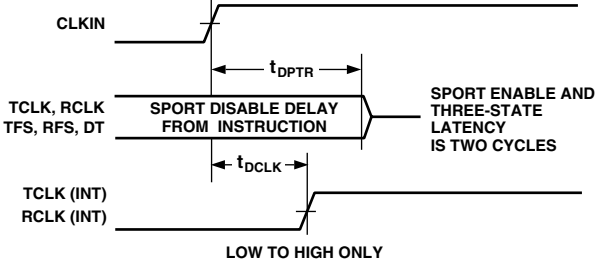 CLKIN
tDPTR
TCLK, RCLK
TFS, RFS, DT
SPORT DISABLE DELAY
FROM INSTRUCTION
SPORT ENABLE AND
THREE-STATE
LATENCY
IS TWO CYCLES
tDCLK
TCLK (INT)
RCLK (INT)
LOW TO HIGH ONLY